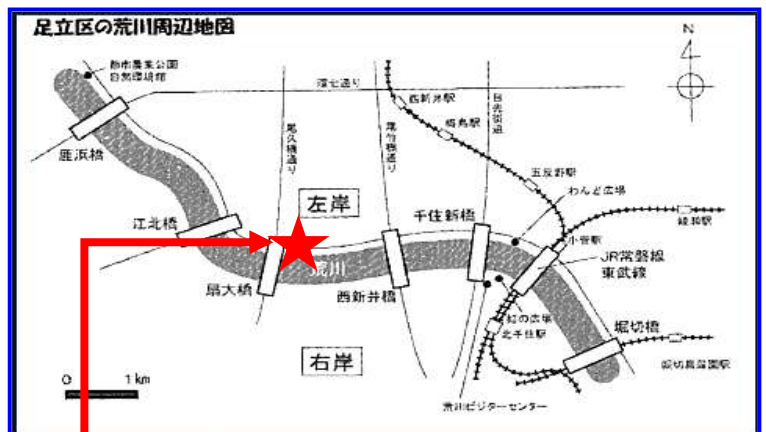 足立区の荒川周辺地図
N
都市農業公園
自然環境館
環七通り
西新井駅
日光街道
梅島駅
尾久橋通り
尾竹橋通り
鹿浜橋
五反野駅
わんど広場
左岸
千住新橋
江北橋
小菅駅
綾瀬駅
JR常磐線
東武線
荒川
扇大橋
西新井橋
虹の広場
北千住駅
堀切橋
右岸
堀切菖蒲園駅
0 1km
荒川ビジターセンター